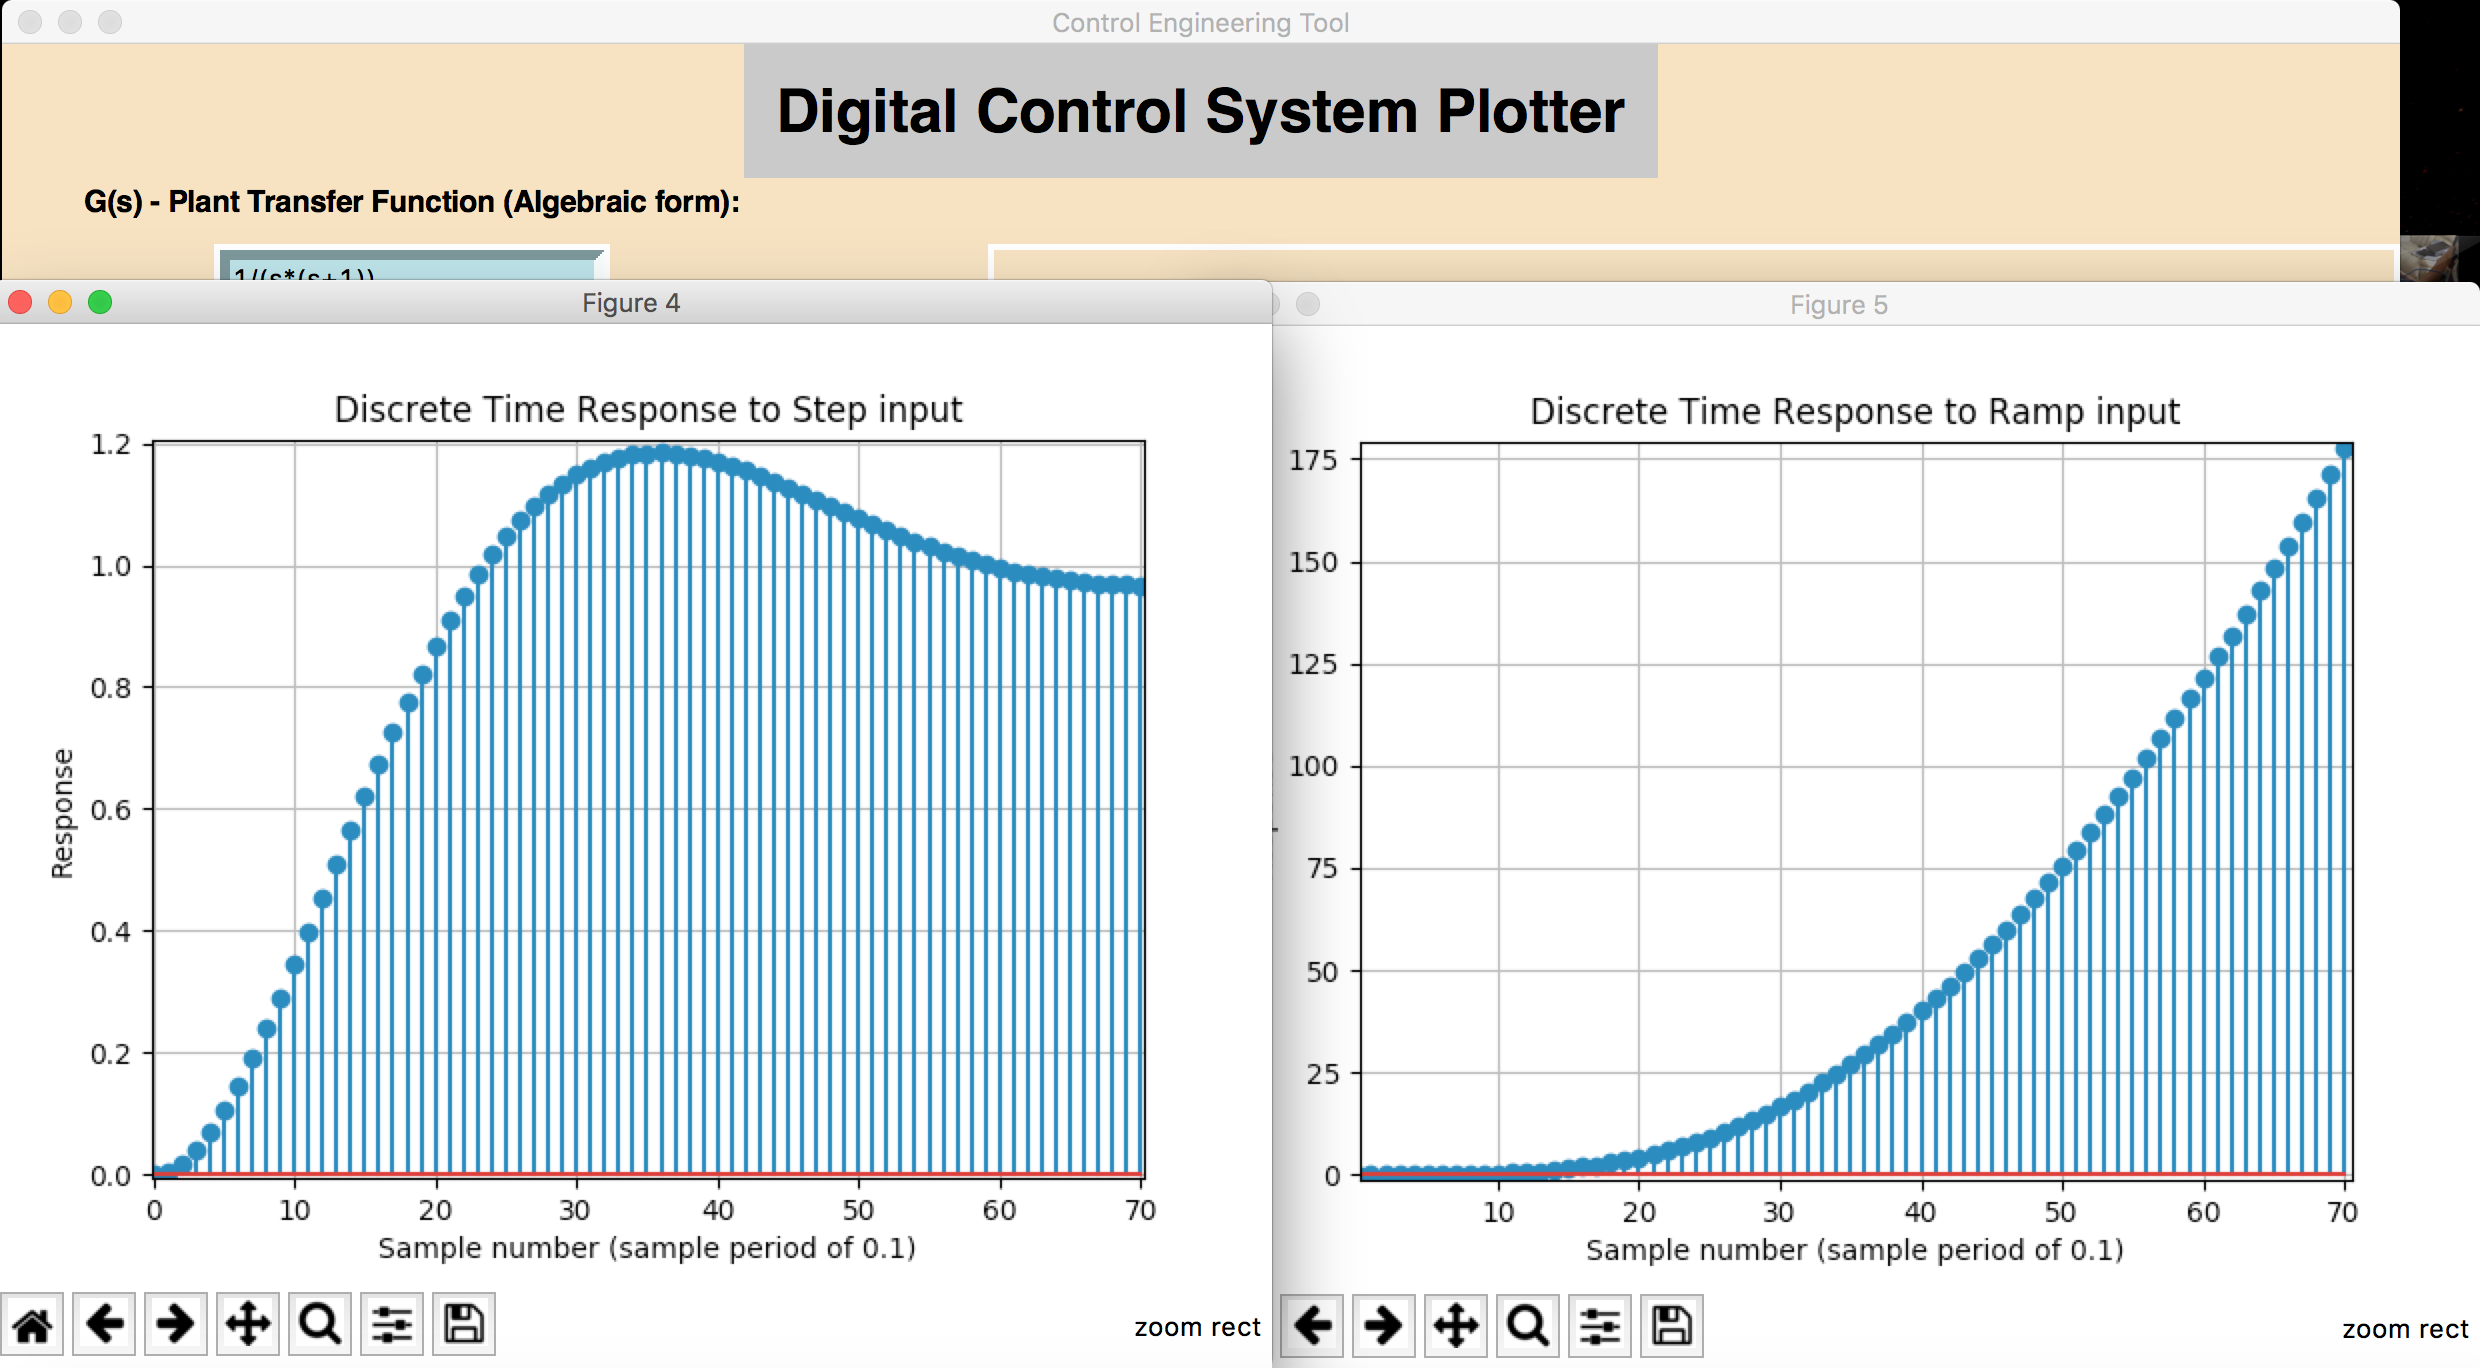 Control Engineering Tool
Digital Control System Plotter
G(s) - Plant Transfer Function (Algebraic form):
1/((s*(s+1))
Figure 4
Discrete Time Response to Step input
1.2
1.0
0.8
0.6
0.4
0.2
0.0
Response
0 10 20 30 40 50 60 70
Sample number (sample period of 0.1)
zoom rect
Figure 5
Discrete Time Response to Ramp input
175
150
125
100
75
50
25
0
10 20 30 40 50 60 70
Sample number (sample period of 0.1)
zoom rect